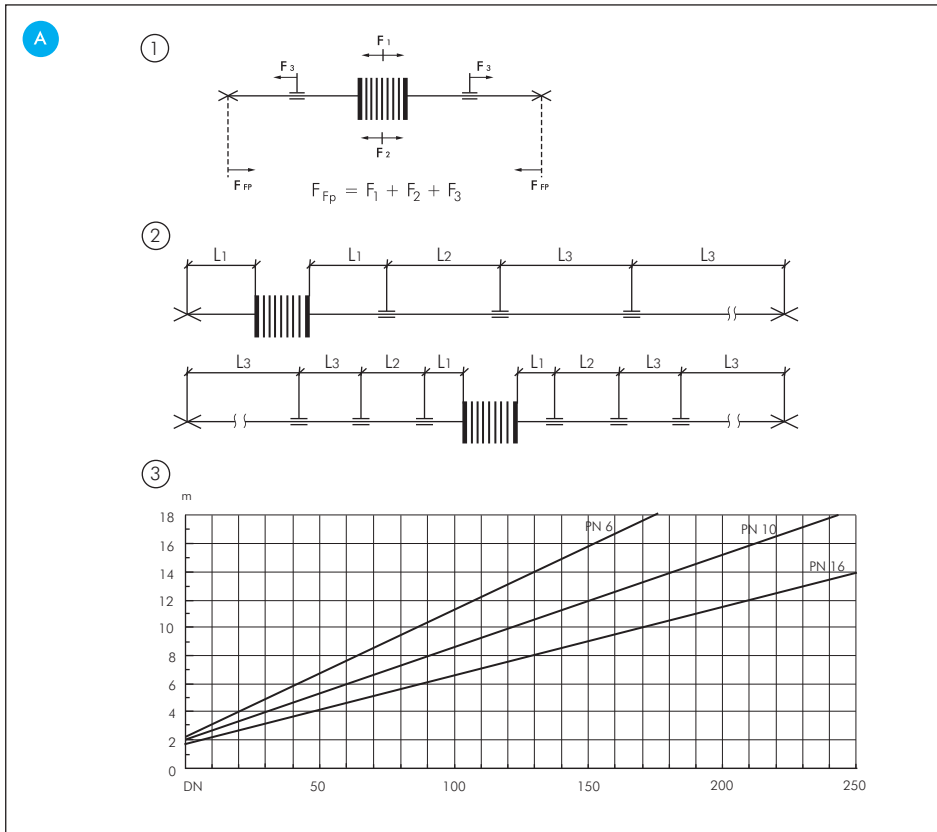 A
1
F1
F3 F3
F2
FFP FFP
FFp = F1 + F2 + F3
2
L1 L1 L2 L3 L3
L3 L3 L2 L1 L1 L2 L3 L3
3
m
18
16
14
12
10
8
6
4
2
0
PN 6
PN 10
PN 16
DN 50 100 150 200 250